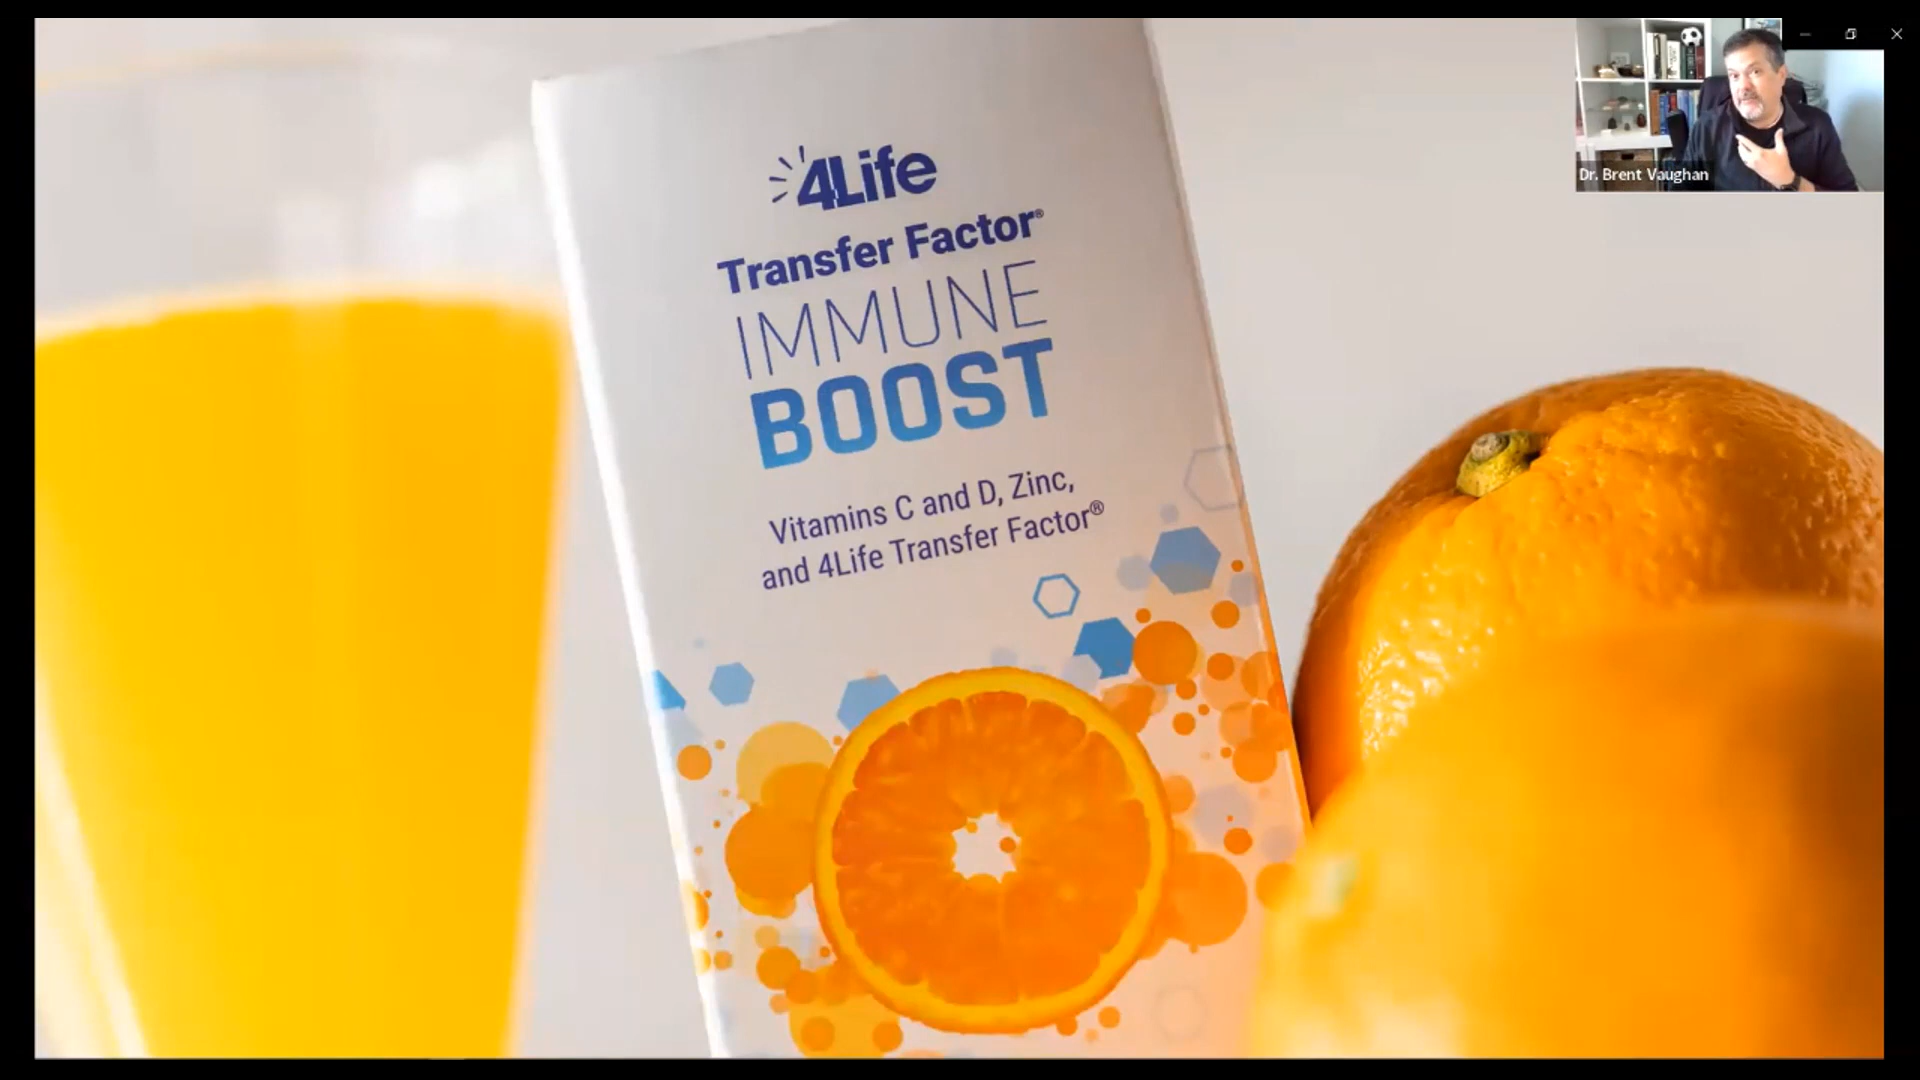 4Life
Transfer Factor®
IMMUNE
BOOST
Vitamins C and D, Zinc,
and 4Life Transfer Factor®
Dr. Brent Vaughan